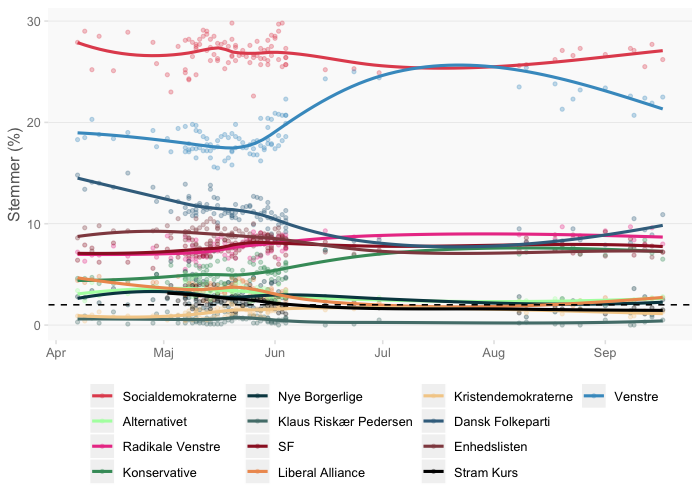 Stemmer (%)
30
20
10
0
Apr Maj Jun Jul Aug Sep
Socialdemokraterne Nye Borgerlige Kristendemokraterne Venstre
Alternativet Klaus Riskær Pedersen Dansk Folkeparti
Radikale Venstre SF Enhedslisten
Konservative Liberal Alliance Stram Kurs